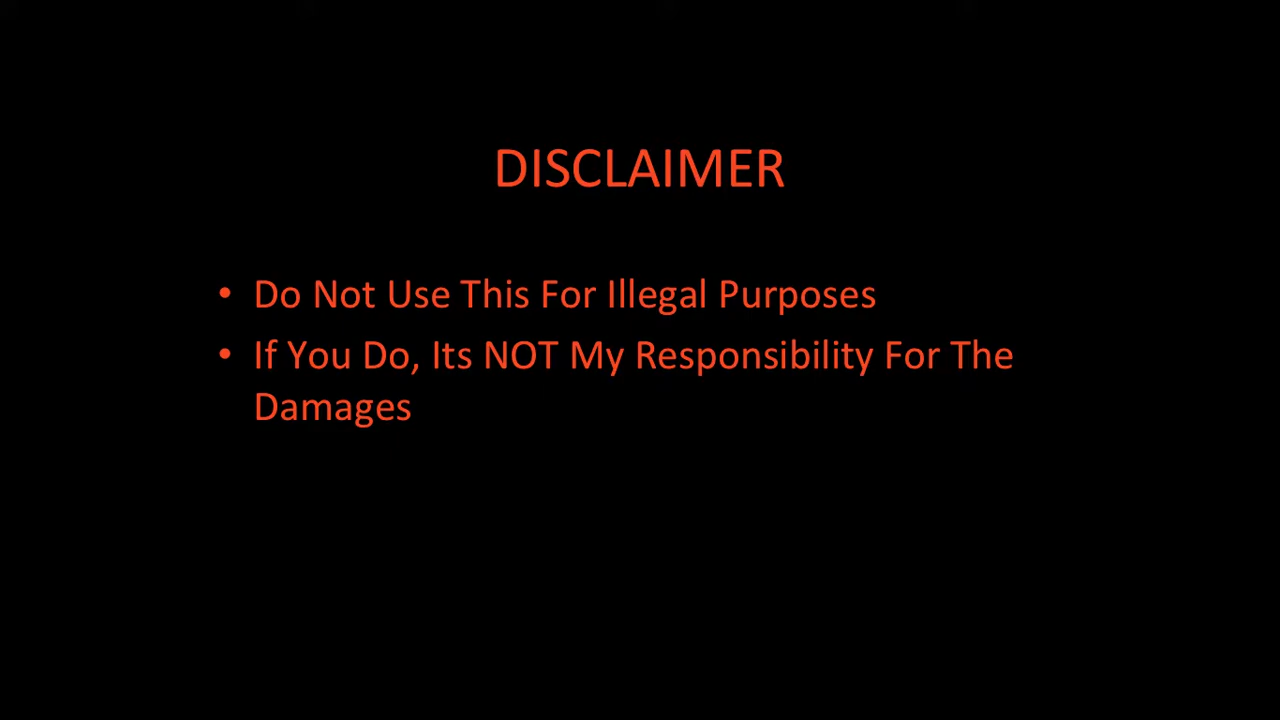 DISCLAIMER
• Do Not Use This For Illegal Purposes
• If You Do, Its NOT My Responsibility For The
Damages